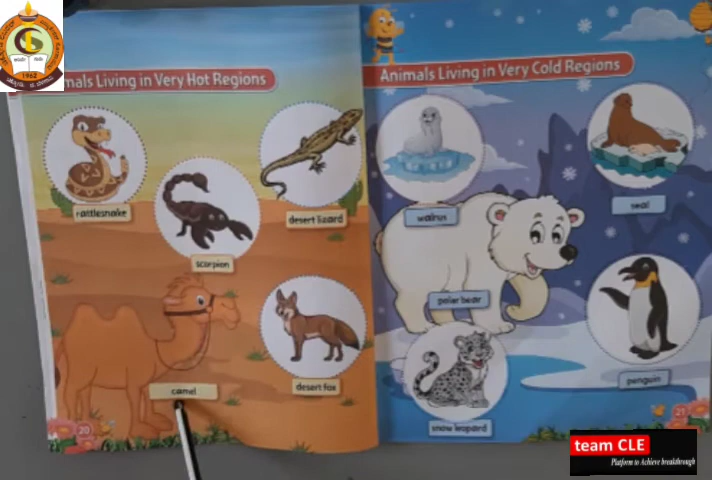 1962
mals Living in Very Hot Regions
rattlesnake
scorpion
desert lizard
camel
desert fox
20
Animals Living in Very Cold Regions
walrus
seal
polar bear
penguin
snow leopard
21
team CLE
Platform to Achieve breakthrough